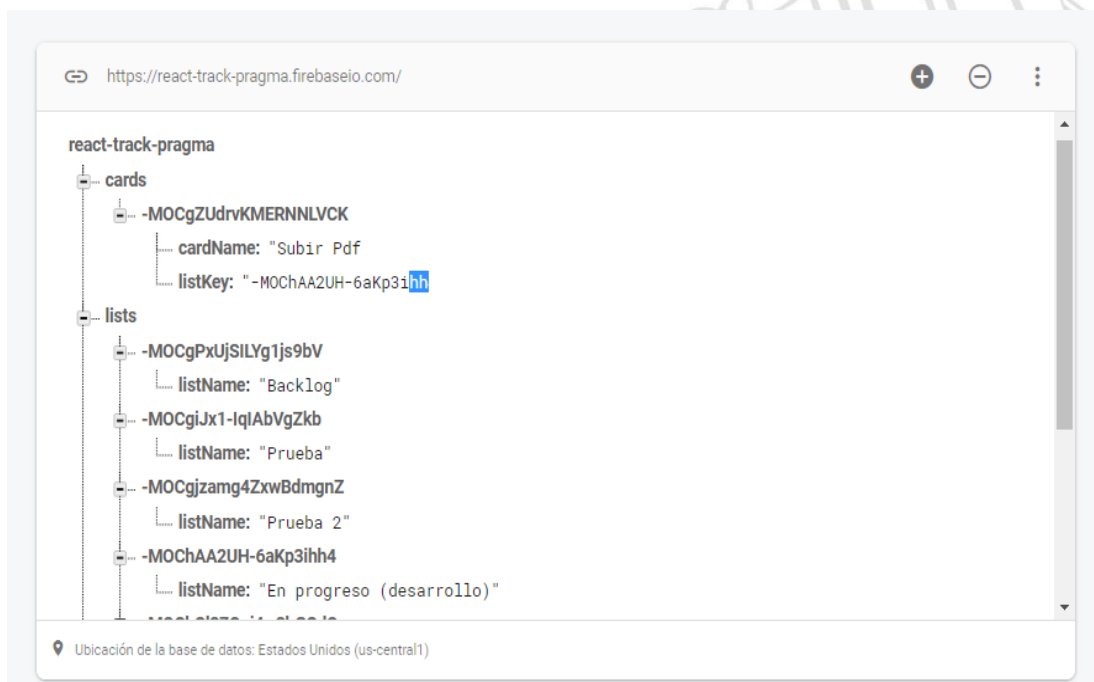 https://react-track-pragma.firebaseio.com/
react-track-pragma
cards
-MOCgZUdrvKMERNNLVCK
cardName: "Subir Pdf
listKey: "-MOChAA2UH-6aKp3ihh
lists
-MOCgPxUjSILYg1js9bV
listName: "Backlog"
-MOCgiJx1-IqIAbVgZkb
listName: "Prueba"
-MOCgjzamg4ZxwBdmgnZ
listName: "Prueba 2"
-MOChAA2UH-6aKp3ihh4
listName: "En progreso (desarrollo)"
Ubicación de la base de datos: Estados Unidos (us-central1)